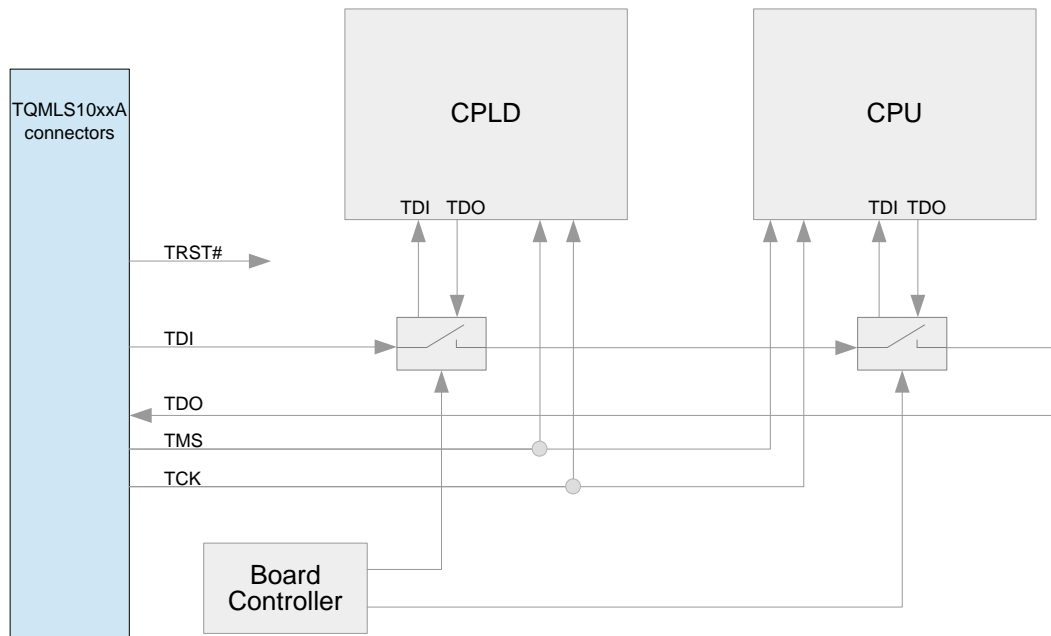 TQMLS10xxA
connectors
CPLD
CPU
TDI TDO
TDI TDO
TRST#
TDI
TDO
TMS
TCK
Board
Controller